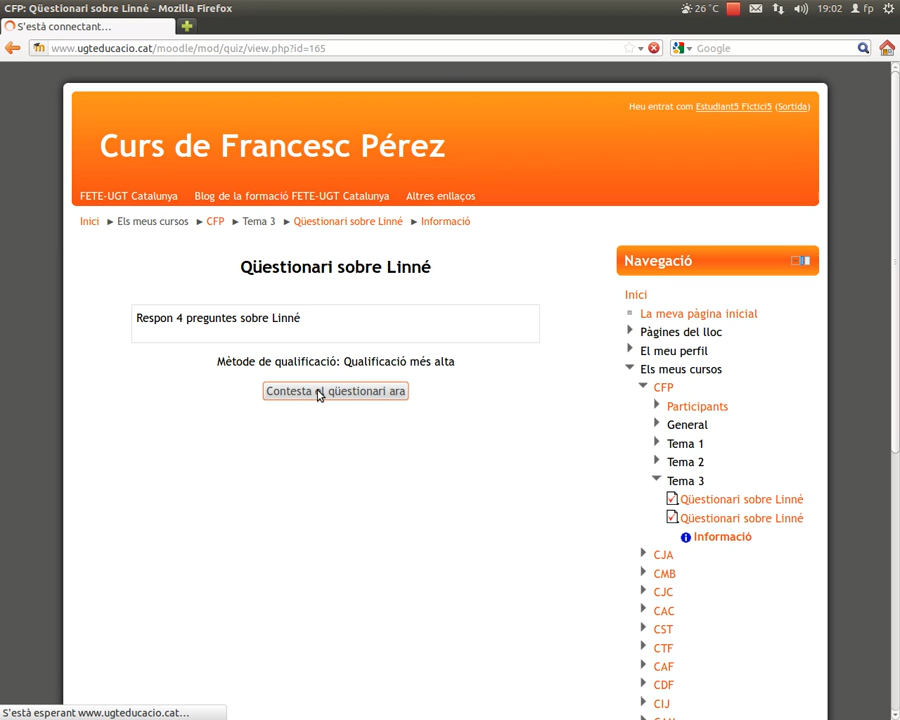 CFP: Qüestionari sobre Linné - Mozilla Firefox
26 °C
19:02
fp
S'està connectant…
www.ugteducacio.cat/moodle/mod/quiz/view.php?id=165
Google
Heu entrat com Estudiant5 Fictici5 (Sortida)
Curs de Francesc Pérez
FETE-UGT Catalunya Blog de la formació FETE-UGT Catalunya Altres enllaços
Inici ► Els meus cursos ► CFP ► Tema 3 ► Qüestionari sobre Linné ► Informació
Qüestionari sobre Linné
Respon 4 preguntes sobre Linné
Mètode de qualificació: Qualificació més alta
Contesta el qüestionari ara
Navegació
Inici
La meva pàgina inicial
Pàgines del lloc
El meu perfil
Els meus cursos
CFP
Participants
General
Tema 1
Tema 2
Tema 3
Qüestionari sobre Linné
Qüestionari sobre Linné
Informació
CJA
CMB
CJC
CAC
CST
CTF
CAF
CDF
CIJ
S'està esperant www.ugteducacio.cat…